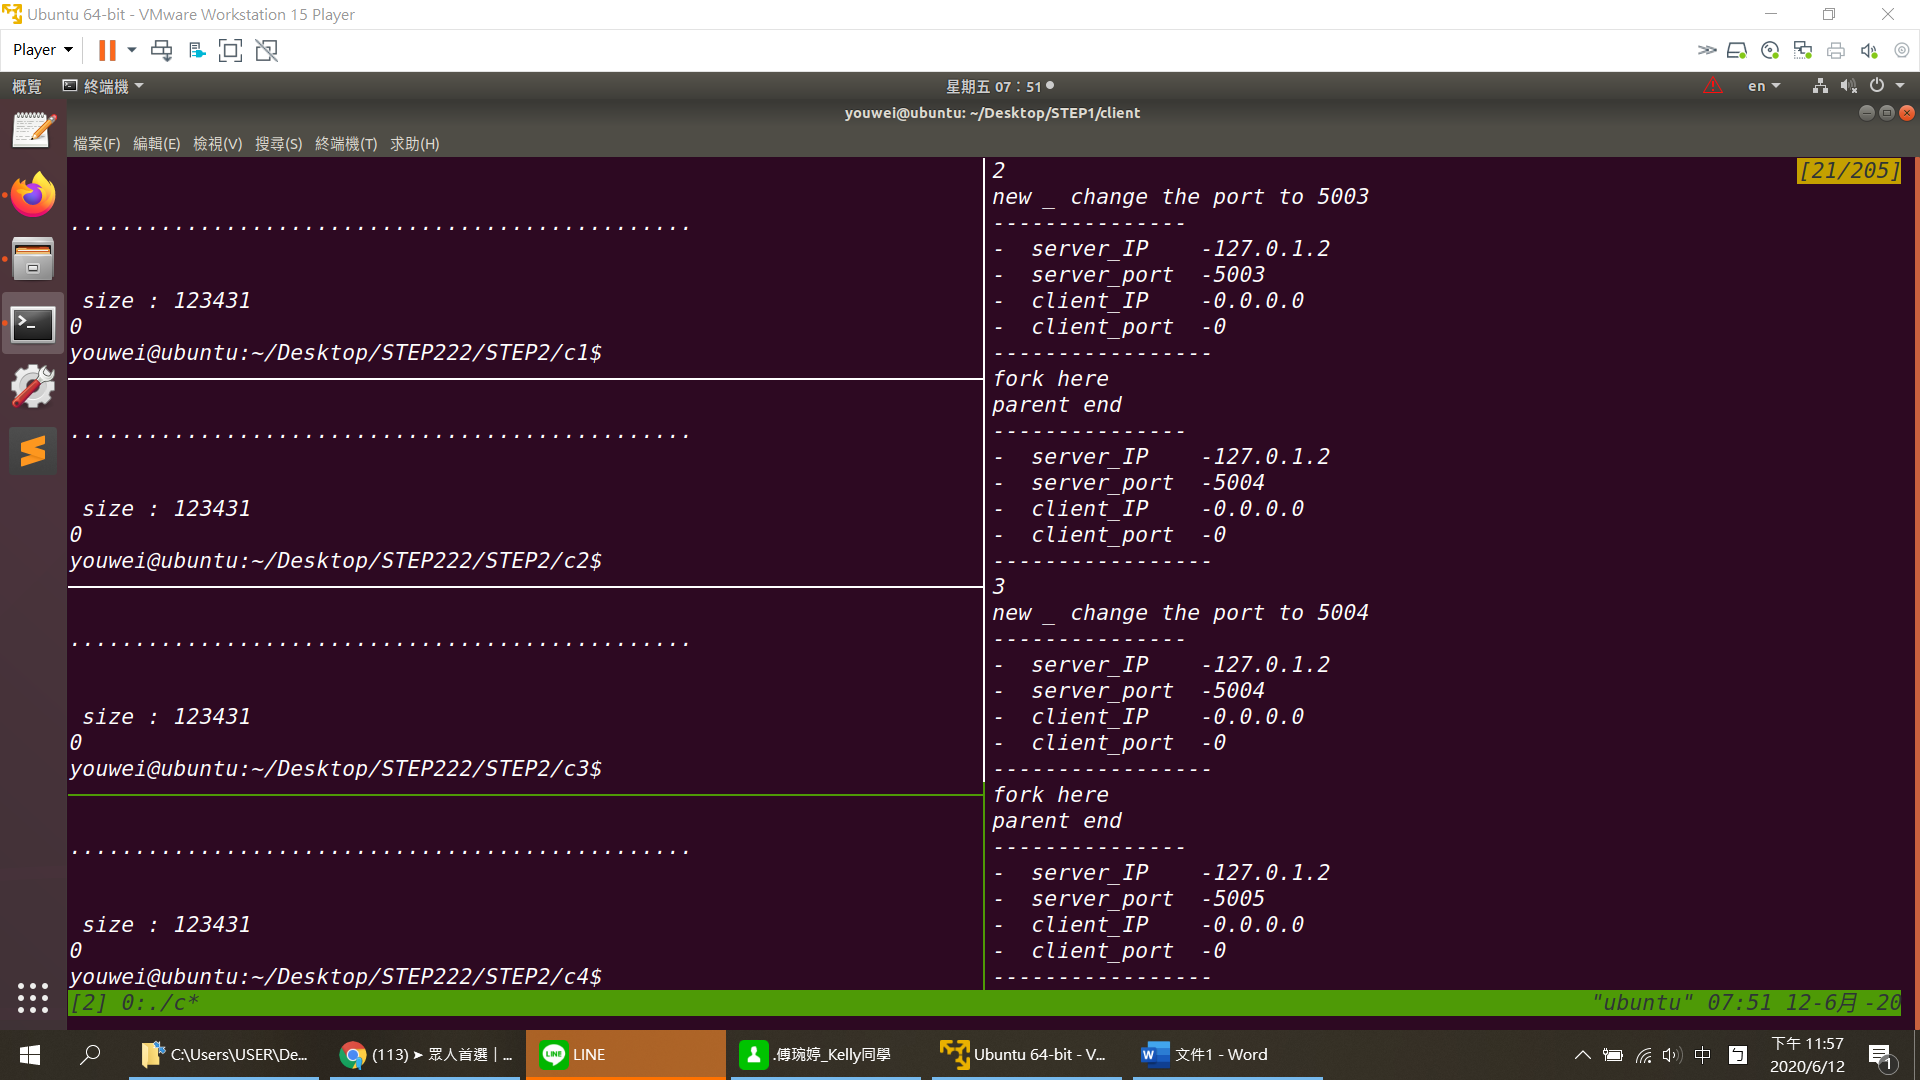 Ubuntu 64-bit - VMware Workstation 15 Player
Player
概覽 終端機 星期五 07：51 en
youwei@ubuntu: ~/Desktop/STEP1/client
檔案(F) 編輯(E) 檢視(V) 搜尋(S) 終端機(T) 求助(H)
................................................
 size : 123431
0
youwei@ubuntu:~/Desktop/STEP222/STEP2/c1$
................................................
 size : 123431
0
youwei@ubuntu:~/Desktop/STEP222/STEP2/c2$
................................................
 size : 123431
0
youwei@ubuntu:~/Desktop/STEP222/STEP2/c3$
................................................
 size : 123431
0
youwei@ubuntu:~/Desktop/STEP222/STEP2/c4$
2 [21/205]
new _ change the port to 5003
---------------
-  server_IP    -127.0.1.2
-  server_port  -5003
-  client_IP    -0.0.0.0
-  client_port  -0
-----------------
fork here
parent end
---------------
-  server_IP    -127.0.1.2
-  server_port  -5004
-  client_IP    -0.0.0.0
-  client_port  -0
-----------------
3
new _ change the port to 5004
---------------
-  server_IP    -127.0.1.2
-  server_port  -5004
-  client_IP    -0.0.0.0
-  client_port  -0
-----------------
fork here
parent end
---------------
-  server_IP    -127.0.1.2
-  server_port  -5005
-  client_IP    -0.0.0.0
-  client_port  -0
-----------------
[2] 0:./c* "ubuntu" 07:51 12-6月 -20
C:\Users\USER\De... (113) ➤ 眾人首選｜... LINE .傅琬婷_Kelly同學 Ubuntu 64-bit - V... 文件1 - Word 中 ㄅ 下午 11:57
2020/6/12 1